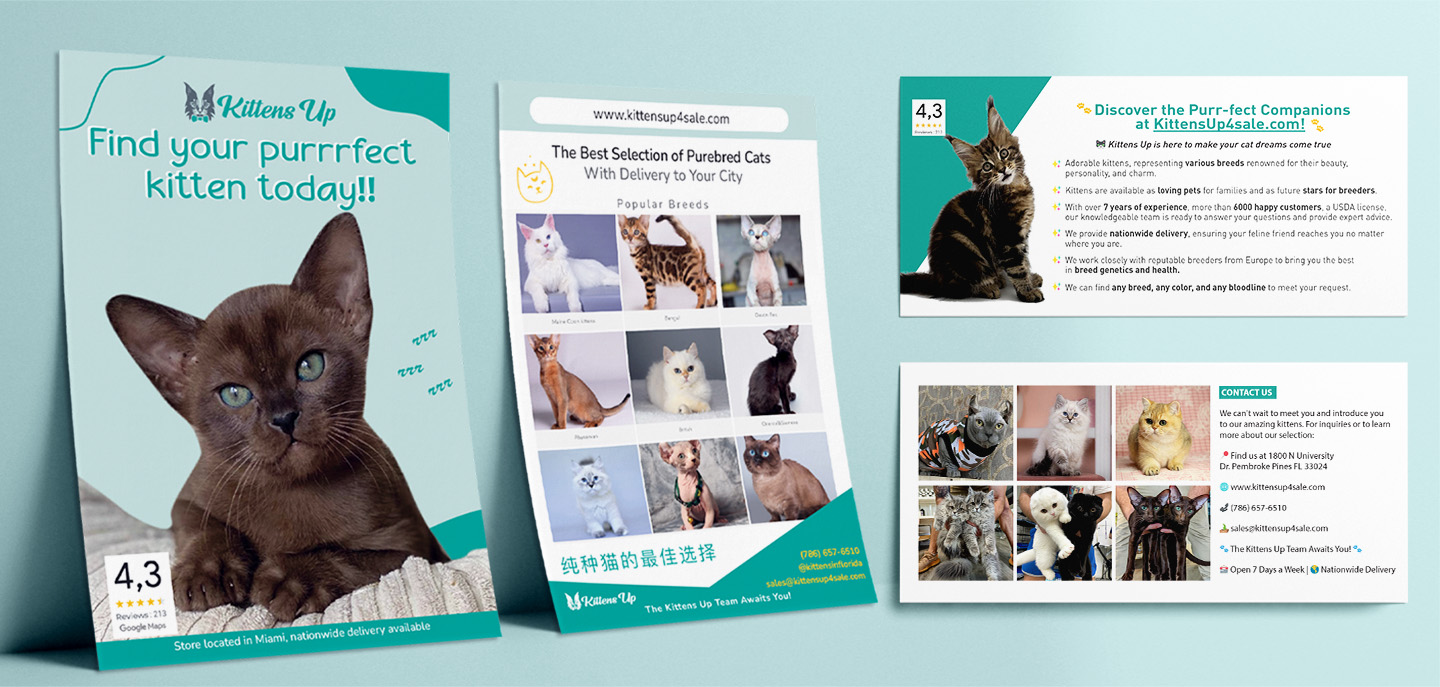 Kittens Up
Find your purrrfect
kitten today!!
rrr
rrr
rrr
4,3
Reviews: 213
Google Maps
Store located in Miami, nationwide delivery available
www.kittensup4sale.com
The Best Selection of Purebred Cats
With Delivery to Your City
Popular Breeds
Bengal
Devon Rex
British
纯种猫的最佳选择
(786) 657-6510
@kittensinflorida
sales@kittensup4sale.com
Kittens Up
The Kittens Up Team Awaits You!
4,3
Reviews: 213
Discover the Purr-fect Companions
at KittensUp4sale.com!
Kittens Up is here to make your cat dreams come true
Adorable kittens, representing various breeds renowned for their beauty,
personality, and charm.
Kittens are available as loving pets for families and as future stars for breeders.
With over 7 years of experience, more than 6000 happy customers, a USDA license,
our knowledgeable team is ready to answer your questions and provide expert advice.
We provide nationwide delivery, ensuring your feline friend reaches you no matter
where you are.
We work closely with reputable breeders from Europe to bring you the best
in breed genetics and health.
We can find any breed, any color, and any bloodline to meet your request.
CONTACT US
We can't wait to meet you and introduce you
to our amazing kittens. For inquiries or to learn
more about our selection:
Find us at 1800 N University
Dr. Pembroke Pines FL 33024
www.kittensup4sale.com
(786) 657-6510
sales@kittensup4sale.com
The Kittens Up Team Awaits You!
Open 7 Days a Week | Nationwide Delivery